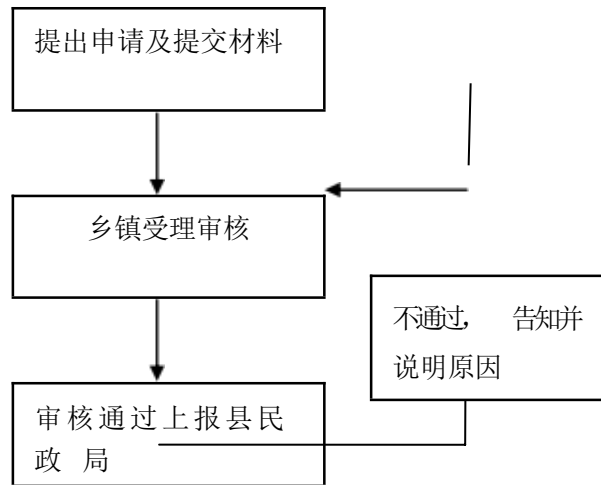 提出申请及提交材料
乡镇受理审核
不通过, 告知并
说明原因
审核通过上报县民
政 局